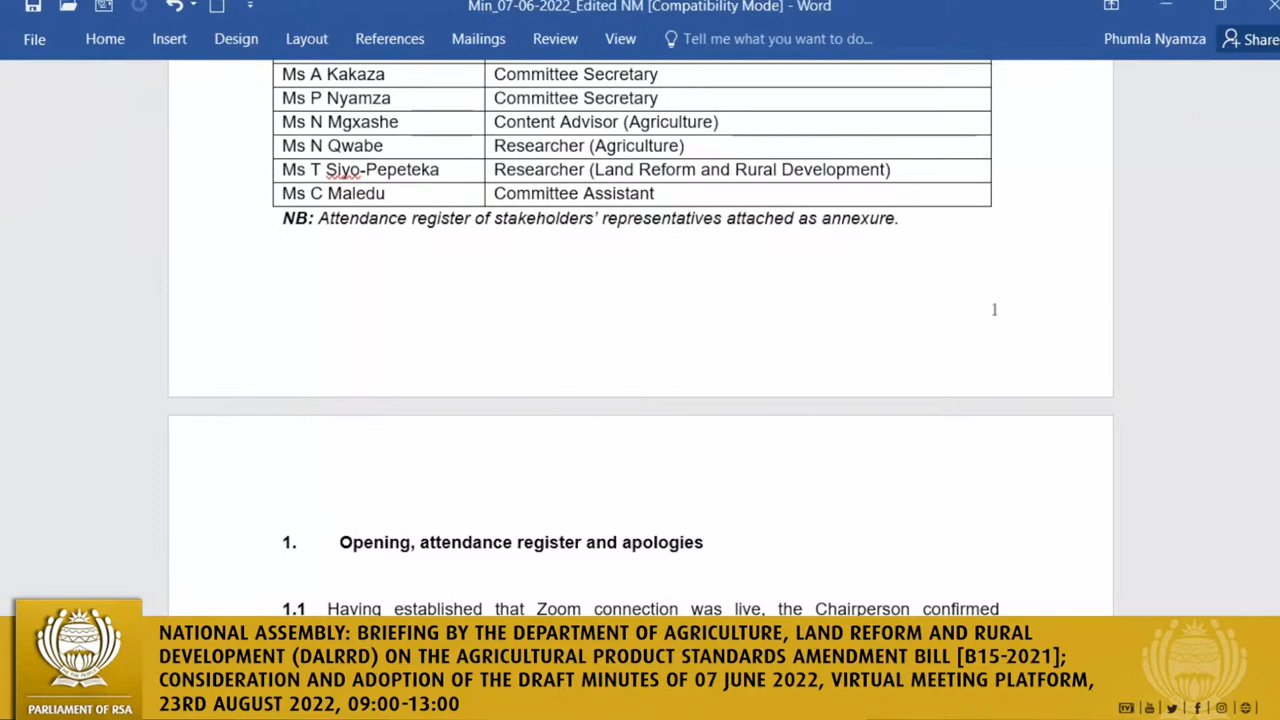 Min_07-06-2022_Edited NM [Compatibility Mode] - Word
File Home Insert Design Layout References Mailings Review View Tell me what you want to do... Phumla Nyamza Share
Ms A Kakaza Committee Secretary
Ms P Nyamza Committee Secretary
Ms N Mgxashe Content Advisor (Agriculture)
Ms N Qwabe Researcher (Agriculture)
Ms T Siyo-Pepeteka Researcher (Land Reform and Rural Development)
Ms C Maledu Committee Assistant
NB: Attendance register of stakeholders’ representatives attached as annexure.
1
1. Opening, attendance register and apologies
1.1 Having established that Zoom connection was live, the Chairperson confirmed
NATIONAL ASSEMBLY: BRIEFING BY THE DEPARTMENT OF AGRICULTURE, LAND REFORM AND RURAL
DEVELOPMENT (DALRRD) ON THE AGRICULTURAL PRODUCT STANDARDS AMENDMENT BILL [B15-2021];
CONSIDERATION AND ADOPTION OF THE DRAFT MINUTES OF 07 JUNE 2022, VIRTUAL MEETING PLATFORM,
23RD AUGUST 2022, 09:00-13:00
PARLIAMENT OF RSA